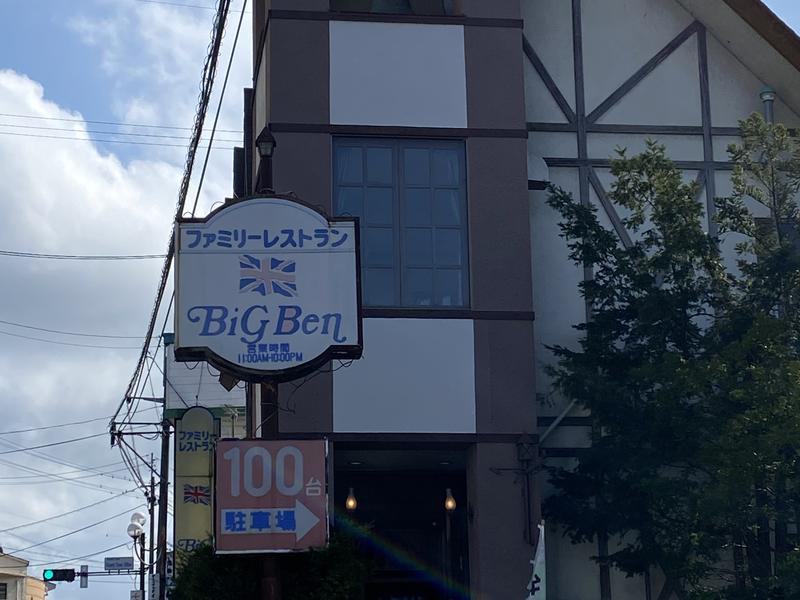 ファミリーレストラン
BiG Ben
営業時間
11:00AM-10:00PM
ファミリー
レストラン
100台
駐車場